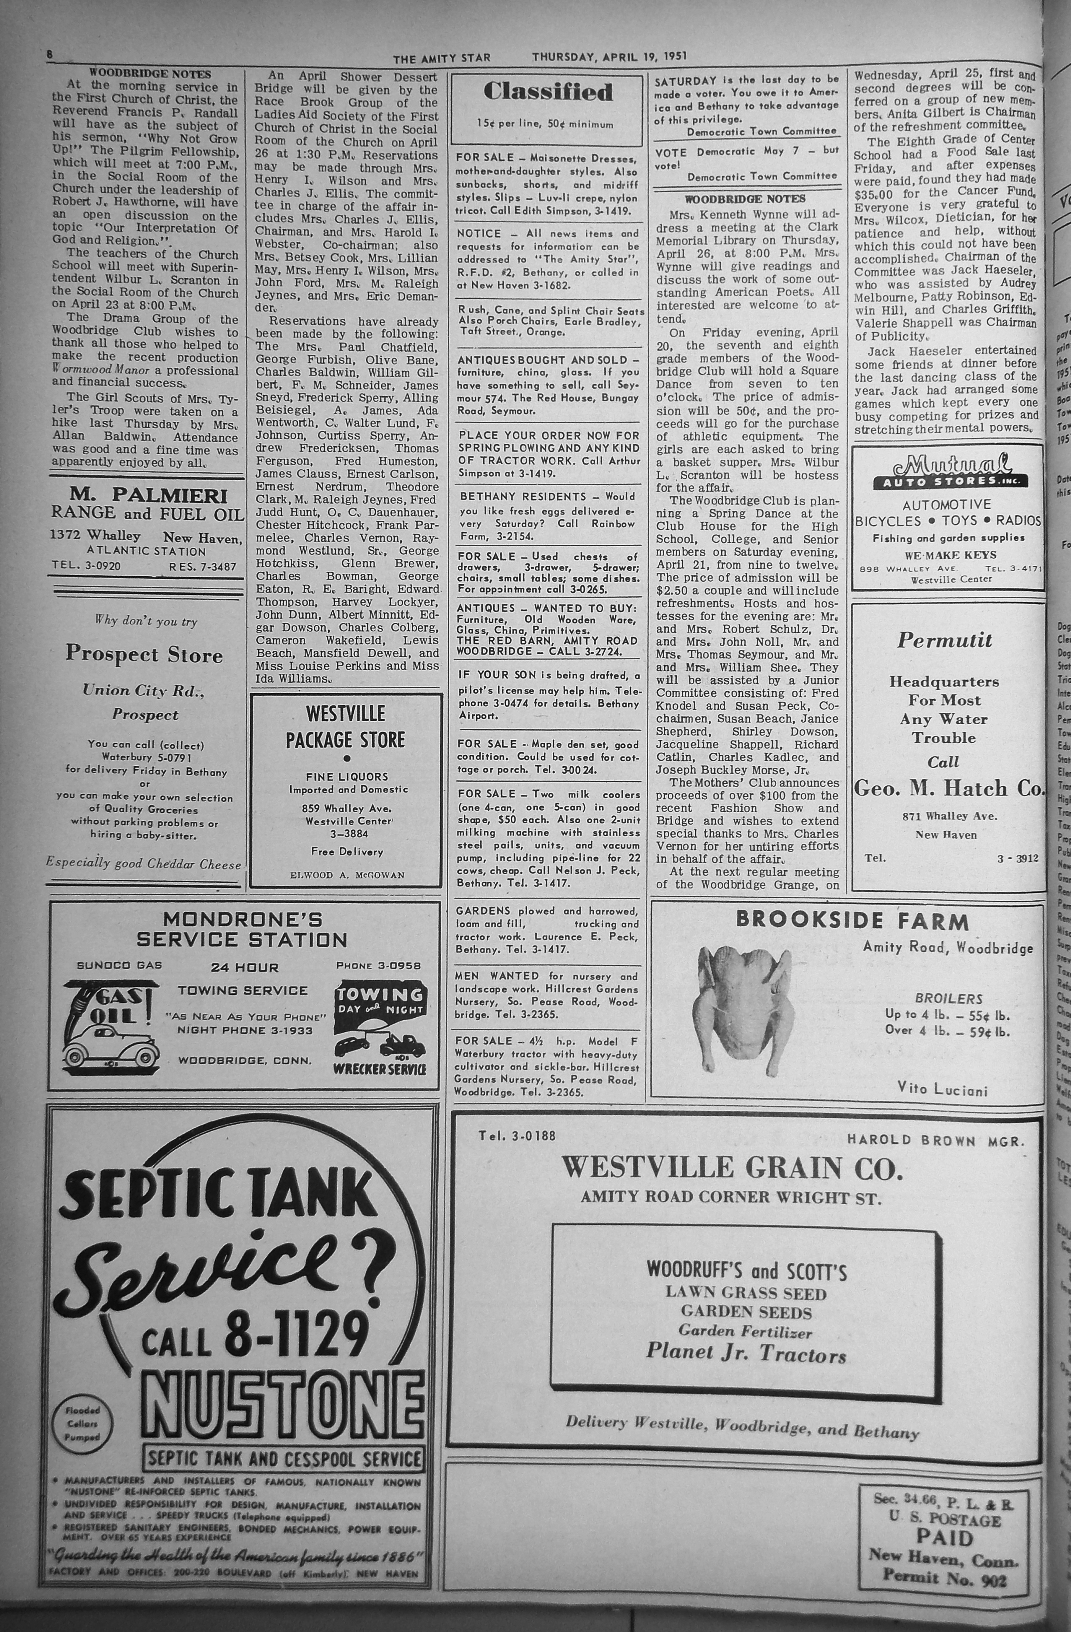 8
THE AMITY STAR THURSDAY, APRIL 19, 1951
WOODBRIDGE NOTES
At the morning service in
the First Church of Christ, the
Reverend Francis P. Randall
will have as the subject of
his sermon, "Why Not Grow
Up!" The Pilgrim Fellowship,
which will meet at 7:00 P.M.,
in the Social Room of the
Church under the leadership of
Robert J. Hawthorne, will have
an open discussion on the
topic "Our Interpretation Of
God and Religion.".
The teachers of the Church
School will meet with Superin-
tendent Wilbur L. Scranton in
the Social Room of the Church
on April 23 at 8:00 P.M.
The Drama Group of the
Woodbridge Club wishes to
thank all those who helped to
make the recent production
Wormwood Manor a professional
and financial success.
The Girl Scouts of Mrs. Ty-
ler's Troop were taken on a
hike last Thursday by Mrs.
Allan Baldwin. Attendance
was good and a fine time was
apparently enjoyed by all.
M. PALMIERI
RANGE and FUEL OIL
1372 Whalley New Haven,
ATLANTIC STATION
TEL. 3-0920 RES. 7-3487
Why don't you try
Prospect Store
Union City Rd.,
Prospect
You can call (collect)
Waterbury 5-0791
for delivery Friday in Bethany
or
you can make your own selection
of Quality Groceries
without parking problems or
hiring a baby-sitter.
Especially good Cheddar Cheese
An April Shower Dessert
Bridge will be given by the
Race Brook Group of the
Ladies Aid Society of the First
Church of Christ in the Social
Room of the Church on April
26 at 1:30 P.M. Reservations
may be made through Mrs.
Henry I. Wilson and Mrs.
Charles J. Ellis. The commit-
tee in charge of the affair in-
cludes Mrs. Charles J. Ellis,
Chairman, and Mrs. Harold I.
Webster, Co-chairman; also
Mrs. Betsey Cook, Mrs. Lillian
May, Mrs. Henry I. Wilson, Mrs.
John Ford, Mrs. M. Raleigh
Jeynes, and Mrs. Eric Deman-
der.
Reservations have already
been made by the following:
The Mrs. Paul Chatfield,
George Furbish, Olive Bane,
Charles Baldwin, William Gil-
bert, F. M. Schneider, James
Sneyd, Frederick Sperry, Alling
Beisiegel, A. James, Ada
Wentworth, C. Walter Lund, F.
Johnson, Curtiss Sperry, An-
drew Fredericksen, Thomas
Ferguson, Fred Humeston,
James Clauss, Ernest Carlson,
Ernest Nerdrum, Theodore
Clark, M. Raleigh Jeynes, Fred
Judd Hunt, O. C. Dauenhauer,
Chester Hitchcock, Frank Par-
melee, Charles Vernon, Ray-
mond Westlund, Sr., George
Hotchkiss, Glenn Brewer,
Charles Bowman, George
Eaton, R. E. Baright, Edward
Thompson, Harvey Lockyer,
John Dunn, Albert Minnitt, Ed-
gar Dowson, Charles Colberg,
Cameron Wakefield, Lewis
Beach, Mansfield Dewell, and
Miss Louise Perkins and Miss
Ida Williams.
WESTVILLE
PACKAGE STORE
•
FINE LIQUORS
Imported and Domestic
859 Whalley Ave.
Westville Center
3-3884
Free Delivery
ELWOOD A. McGOWAN
Classified
15¢ per line, 50¢ minimum
FOR SALE - Maisonette Dresses,
mother-and-daughter styles. Also
sunbacks, shorts, and midriff
styles. Slips - Luv-li crepe, nylon
tricot. Call Edith Simpson, 3-1419.
NOTICE - All news items and
requests for information can be
addressed to "The Amity Star",
R.F.D. #2, Bethany, or called in
at New Haven 3-1682.
Rush, Cane, and Splint Chair Seats
Also Porch Chairs, Earle Bradley,
Taft Street, Orange.
ANTIQUES BOUGHT AND SOLD -
furniture, china, glass. If you
have something to sell, call Sey-
mour 574. The Red House, Bungay
Road, Seymour.
PLACE YOUR ORDER NOW FOR
SPRING PLOWING AND ANY KIND
OF TRACTOR WORK. Call Arthur
Simpson at 3-1419.
BETHANY RESIDENTS - Would
you like fresh eggs delivered e-
very Saturday? Call Rainbow
Farm, 3-2154.
FOR SALE - Used chests of
drawers, 3-drawer, 5-drawer;
chairs, small tables; some dishes.
For appointment call 3-0265.
ANTIQUES - WANTED TO BUY:
Furniture, Old Wooden Ware,
Glass, China, Primitives.
THE RED BARN, AMITY ROAD
WOODBRIDGE - CALL 3-2724.
IF YOUR SON is being drafted, a
pilot's license may help him. Tele-
phone 3-0474 for details. Bethany
Airport.
FOR SALE - Maple den set, good
condition. Could be used for cot-
tage or porch. Tel. 3-0024.
FOR SALE - Two milk coolers
(one 4-can, one 5-can) in good
shape, $50 each. Also one 2-unit
milking machine with stainless
steel pails, units, and vacuum
pump, including pipe-line for 22
cows, cheap. Call Nelson J. Peck,
Bethany. Tel. 3-1417.
GARDENS plowed and harrowed,
loam and fill, trucking and
tractor work. Laurence E. Peck,
Bethany. Tel. 3-1417.
MEN WANTED for nursery and
landscape work. Hillcrest Gardens
Nursery, So. Pease Road, Wood-
bridge. Tel. 3-2365.
FOR SALE - 4½ h.p. Model F
Waterbury tractor with heavy-duty
cultivator and sickle-bar. Hillcrest
Gardens Nursery, So. Pease Road,
Woodbridge. Tel. 3-2365.
SATURDAY is the last day to be
made a voter. You owe it to Amer-
ica and Bethany to take advantage
of this privilege.
Democratic Town Committee
VOTE Democratic May 7 - but
vote!
Democratic Town Committee
WOODBRIDGE NOTES
Mrs. Kenneth Wynne will ad-
dress a meeting at the Clark
Memorial Library on Thursday,
April 26, at 8:00 P.M. Mrs.
Wynne will give readings and
discuss the work of some out-
standing American Poets. All
interested are welcome to at-
tend.
On Friday evening, April
20, the seventh and eighth
grade members of the Wood-
bridge Club will hold a Square
Dance from seven to ten
o'clock. The price of admis-
sion will be 50¢, and the pro-
ceeds will go for the purchase
of athletic equipment. The
girls are each asked to bring
a basket supper. Mrs. Wilbur
L. Scranton will be hostess
for the affair.
The Woodbridge Club is plan-
ning a Spring Dance at the
Club House for the High
School, College, and Senior
members on Saturday evening,
April 21, from nine to twelve.
The price of admission will be
$2.50 a couple and will include
refreshments. Hosts and hos-
tesses for the evening are: Mr.
and Mrs. Robert Schulz, Dr.
and Mrs. John Noll, Mr. and
Mrs. Thomas Seymour, and Mr.
and Mrs. William Shee. They
will be assisted by a Junior
Committee consisting of: Fred
Knodel and Susan Peck, Co-
chairmen, Susan Beach, Janice
Shepherd, Shirley Dowson,
Jacqueline Shappell, Richard
Catlin, Charles Kadlec, and
Joseph Buckley Morse, Jr.
The Mothers' Club announces
proceeds of over $100 from the
recent Fashion Show and
Bridge and wishes to extend
special thanks to Mrs. Charles
Vernon for her untiring efforts
in behalf of the affair.
At the next regular meeting
of the Woodbridge Grange, on
Wednesday, April 25, first and
second degrees will be con-
ferred on a group of new mem-
bers. Anita Gilbert is Chairman
of the refreshment committee.
The Eighth Grade of Center
School had a Food Sale last
Friday, and after expenses
were paid, found they had made
$35.00 for the Cancer Fund.
Everyone is very grateful to
Mrs. Wilcox, Dietician, for her
patience and help, without
which this could not have been
accomplished. Chairman of the
Committee was Jack Haeseler,
who was assisted by Audrey
Melbourne, Patty Robinson, Ed-
win Hill, and Charles Griffith.
Valerie Shappell was Chairman
of Publicity.
Jack Haeseler entertained
some friends at dinner before
the last dancing class of the
year. Jack had arranged some
games which kept every one
busy competing for prizes and
stretching their mental powers.
Mutual
AUTO STORES, INC.
AUTOMOTIVE
BICYCLES • TOYS • RADIOS
Fishing and garden supplies
WE MAKE KEYS
898 WHALLEY AVE. TEL. 3-4171
Westville Center
Permutit
Headquarters
For Most
Any Water
Trouble
Call
Geo. M. Hatch Co.
871 Whalley Ave.
New Haven
Tel. 3 - 3912
MONDRONE'S
SERVICE STATION
SUNOCO GAS 24 HOUR PHONE 3-0958
TOWING SERVICE
"AS NEAR AS YOUR PHONE"
NIGHT PHONE 3-1933
WOODBRIDGE, CONN.
GAS
OIL!
TOWING
DAY and NIGHT
WRECKER SERVICE
BROOKSIDE FARM
Amity Road, Woodbridge
BROILERS
Up to 4 lb. - 55¢ lb.
Over 4 lb. - 59¢ lb.
Vito Luciani
SEPTIC TANK
Service?
CALL 8-1129
NUSTONE
Flooded
Cellars
Pumped
SEPTIC TANK AND CESSPOOL SERVICE
• MANUFACTURERS AND INSTALLERS OF FAMOUS, NATIONALLY KNOWN
"NUSTONE" RE-INFORCED SEPTIC TANKS.
• UNDIVIDED RESPONSIBILITY FOR DESIGN, MANUFACTURE, INSTALLATION
AND SERVICE . . . SPEEDY TRUCKS (Telephone equipped)
• REGISTERED SANITARY ENGINEERS, BONDED MECHANICS, POWER EQUIP-
MENT. OVER 65 YEARS EXPERIENCE
"Guarding the Health of the American family since 1886"
FACTORY AND OFFICES: 200-220 BOULEVARD (off Kimberly), NEW HAVEN
Tel. 3-0188 HAROLD BROWN MGR.
WESTVILLE GRAIN CO.
AMITY ROAD CORNER WRIGHT ST.
WOODRUFF'S and SCOTT'S
LAWN GRASS SEED
GARDEN SEEDS
Garden Fertilizer
Planet Jr. Tractors
Delivery Westville, Woodbridge, and Bethany
Sec. 34.66, P. L. & R.
U S. POSTAGE
PAID
New Haven, Conn.
Permit No. 902